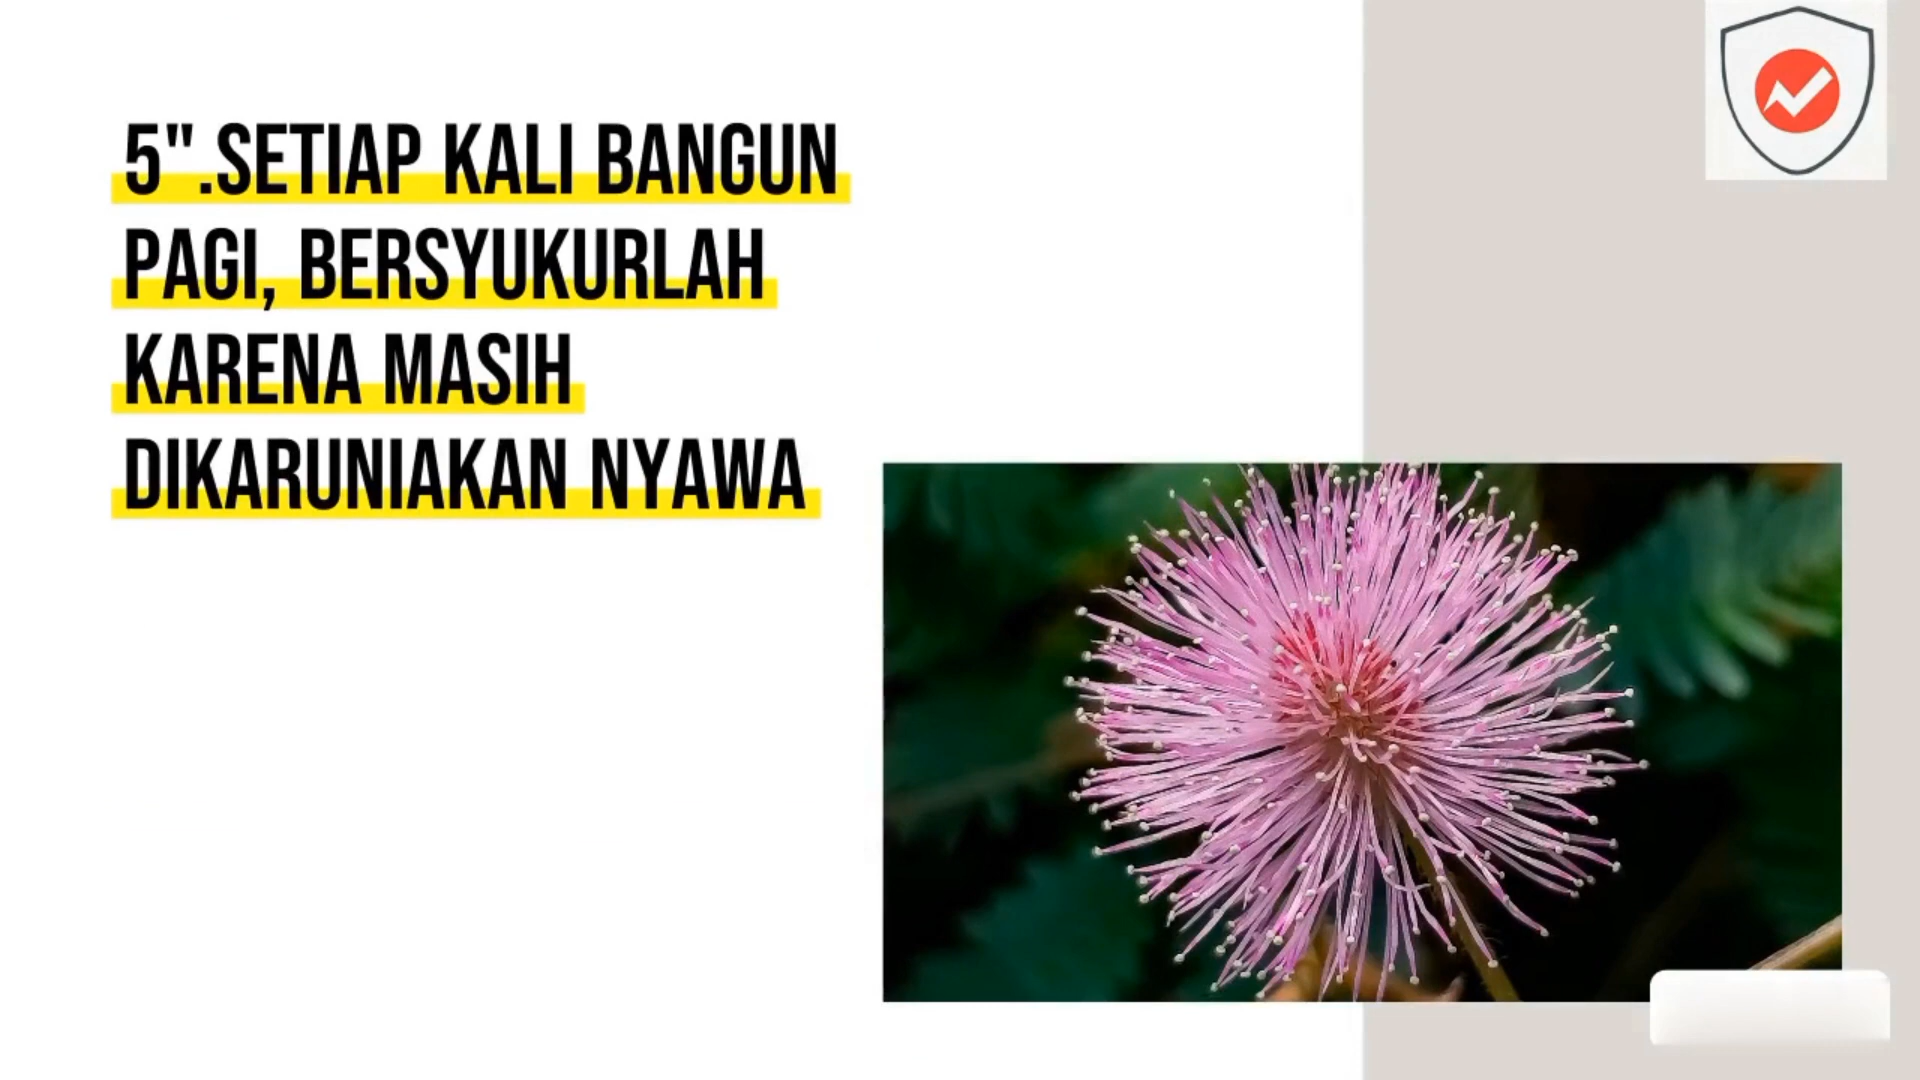 5".SETIAP KALI BANGUN
PAGI, BERSYUKURLAH
KARENA MASIH
DIKARUNIAKAN NYAWA